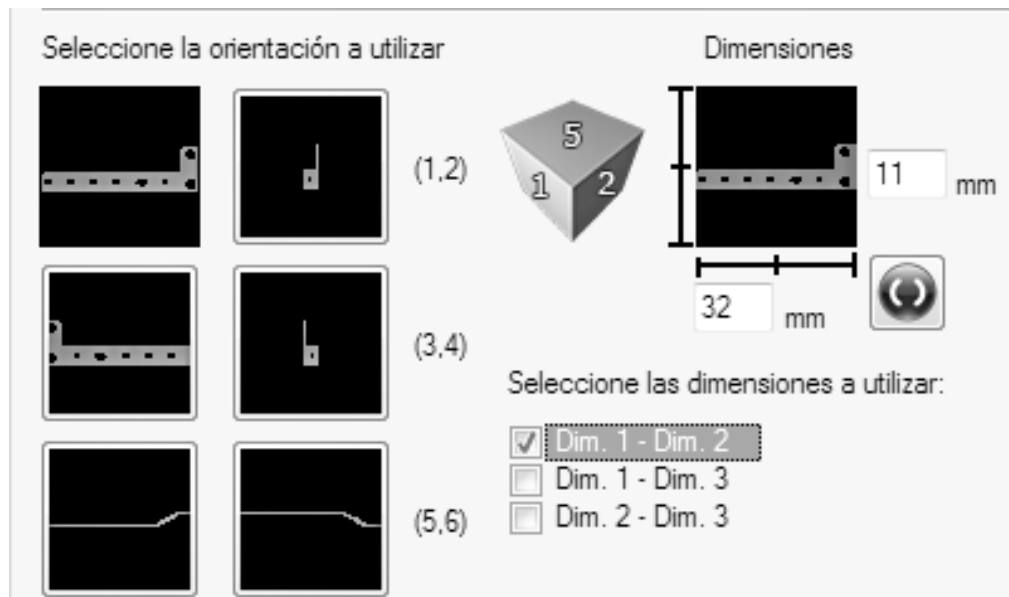 Seleccione la orientación a utilizar
Dimensiones
(1,2)
5
1
2
11 mm
(3,4)
32 mm
Seleccione las dimensiones a utilizar:
Dim. 1 - Dim. 2
Dim. 1 - Dim. 3
Dim. 2 - Dim. 3
(5,6)